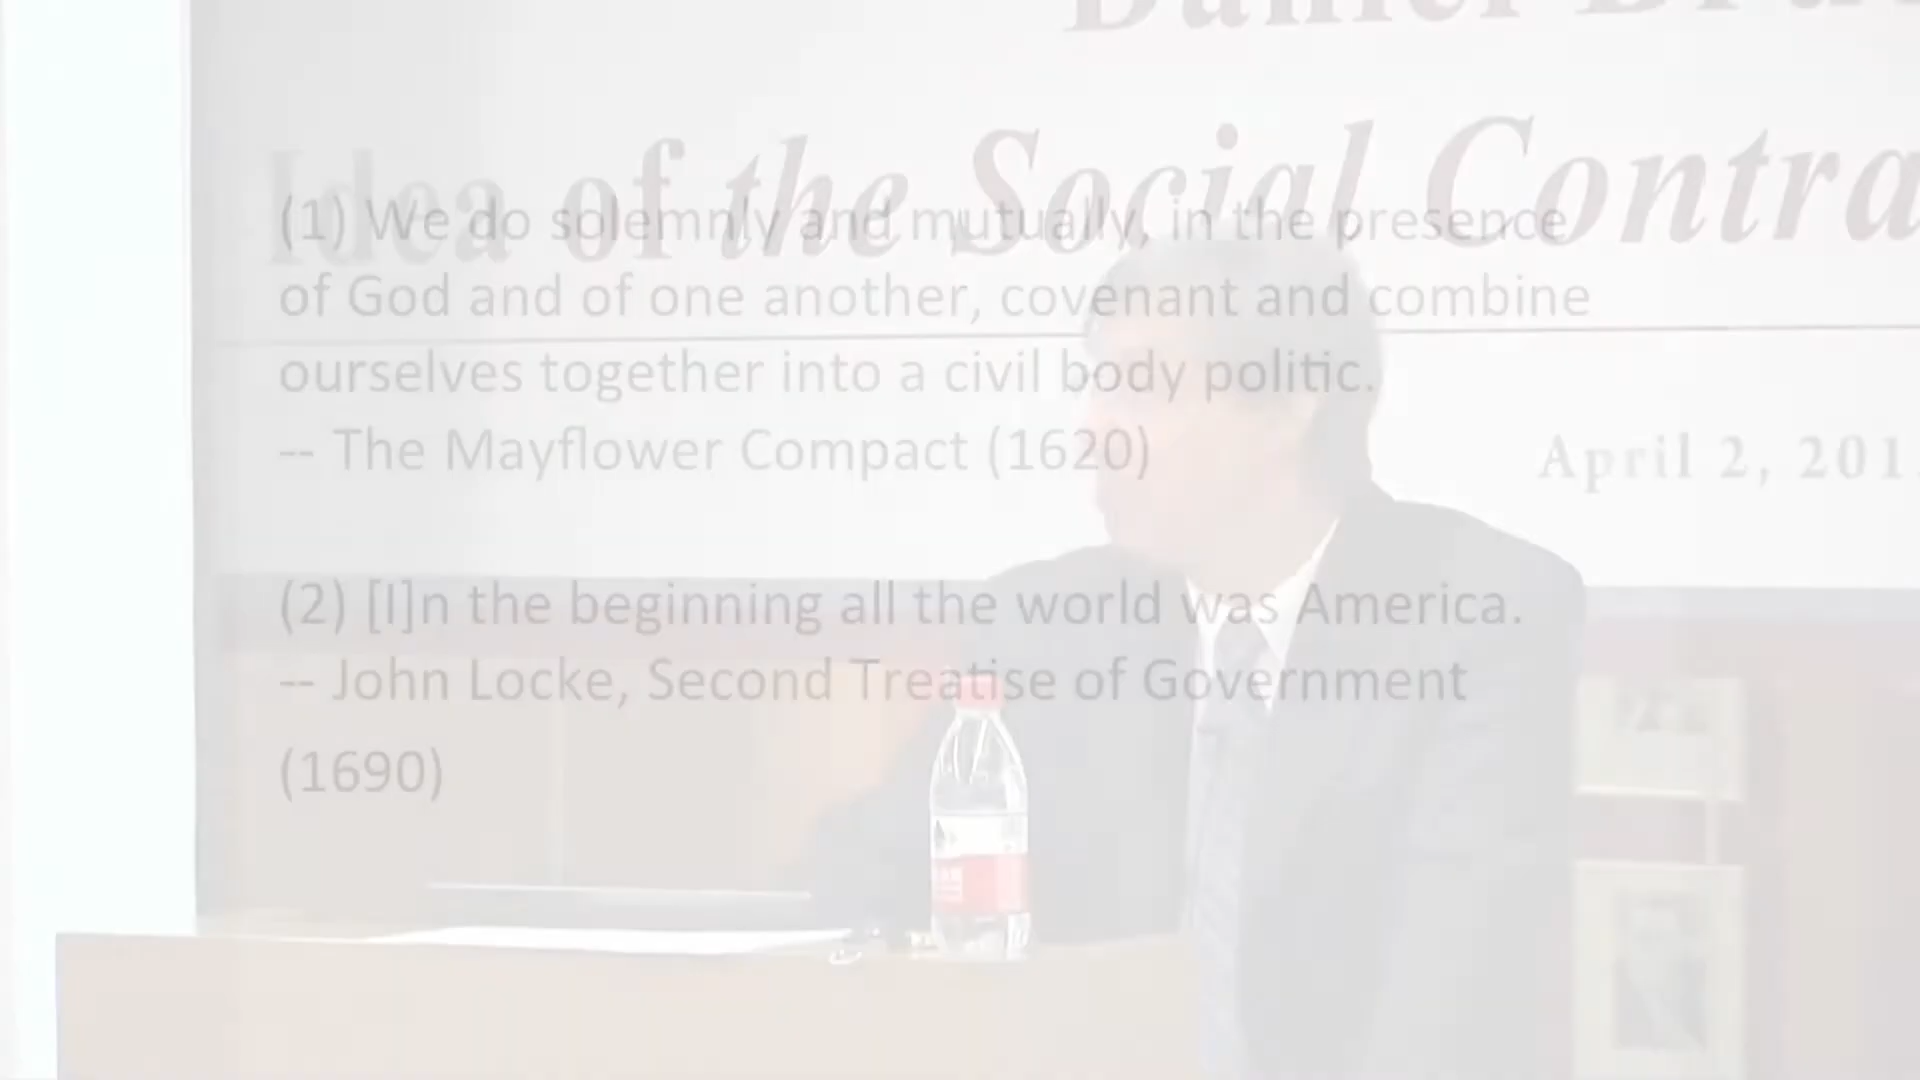 Daniel
Idea of the Social Contra
(1) We do solemnly and mutually, in the presence
of God and of one another, covenant and combine
ourselves together into a civil body politic.
-- The Mayflower Compact (1620)
April 2, 201
(2) [I]n the beginning all the world was America.
-- John Locke, Second Treatise of Government
(1690)